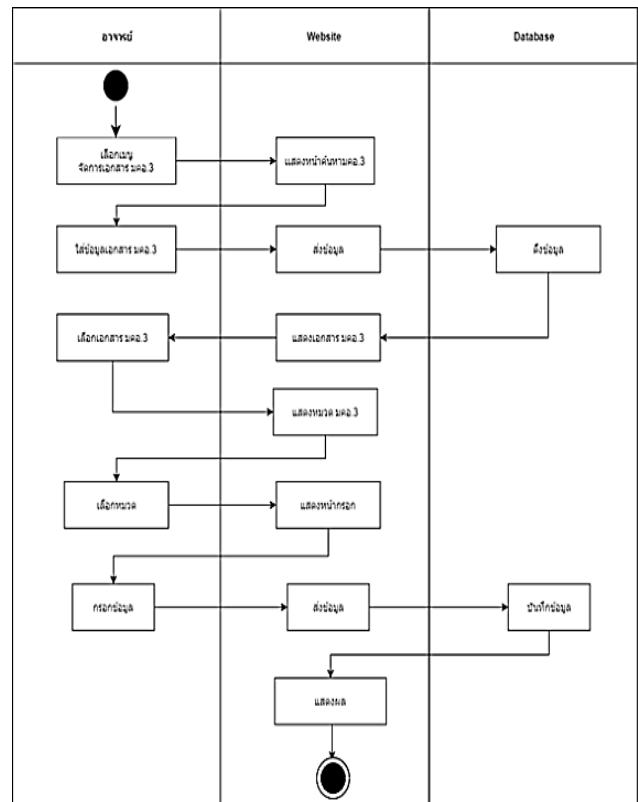 อาจารย์
Website
Database
เลือกเมนู
จัดการเอกสาร มคอ.3
แสดงหน้าค้นหามคอ.3
ใส่ข้อมูลเอกสาร มคอ.3
ส่งข้อมูล
ดึงข้อมูล
เลือกเอกสาร มคอ.3
แสดงเอกสาร มคอ.3
แสดงหมวด มคอ.3
เลือกหมวด
แสดงหน้ากรอก
กรอกข้อมูล
ส่งข้อมูล
บันทึกข้อมูล
แสดงผล